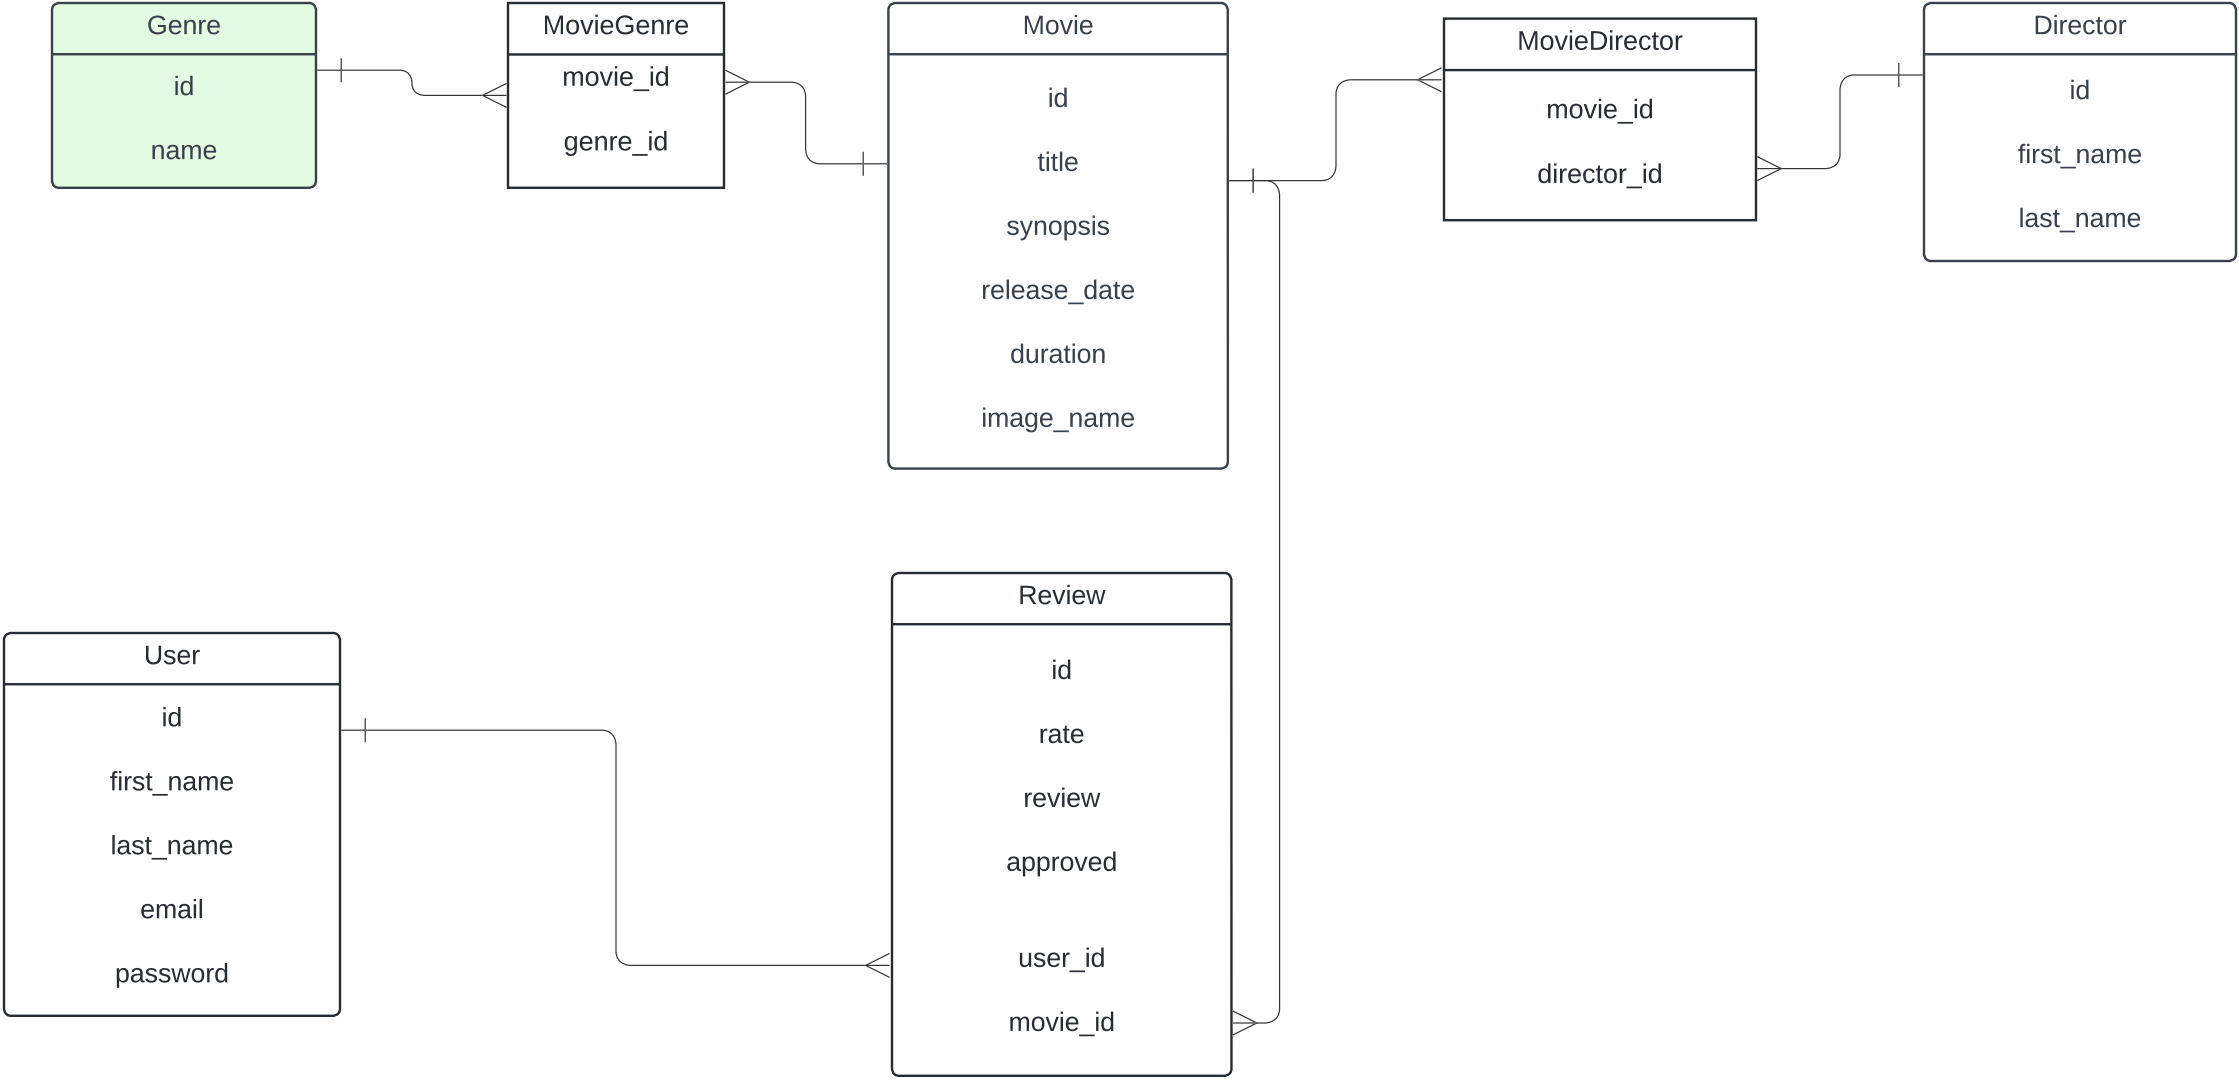 Genre
id
name
MovieGenre
movie_id
genre_id
Movie
id
title
synopsis
release_date
duration
image_name
MovieDirector
movie_id
director_id
Director
id
first_name
last_name
User
id
first_name
last_name
email
password
Review
id
rate
review
approved
user_id
movie_id